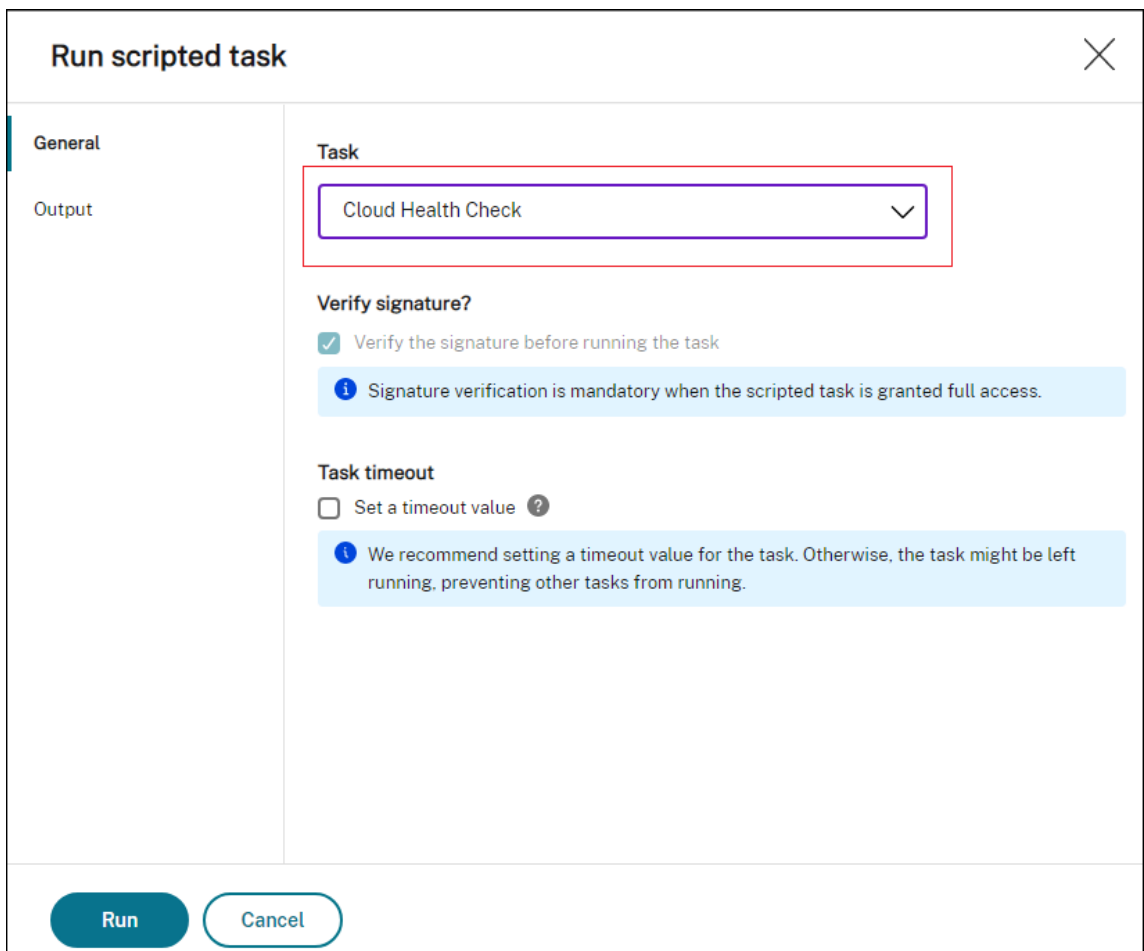 Run scripted task
General
Output
Task
Cloud Health Check
Verify signature?
Verify the signature before running the task
Signature verification is mandatory when the scripted task is granted full access.
Task timeout
Set a timeout value
We recommend setting a timeout value for the task. Otherwise, the task might be left
running, preventing other tasks from running.
Run
Cancel